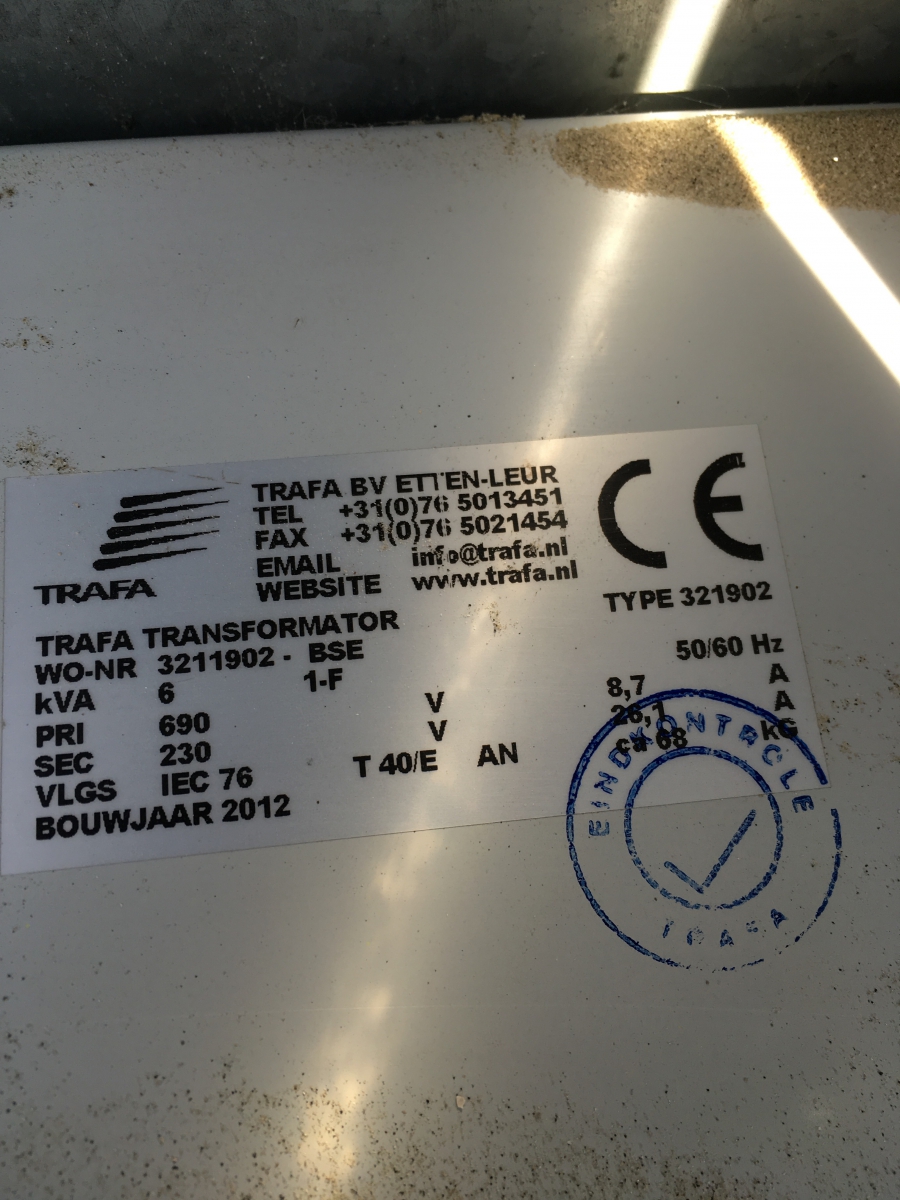 TRAFA
TRAFA BV ETTEN-LEUR
TEL +31(0)76 5013451
FAX +31(0)76 5021454
EMAIL info@trafa.nl
WEBSITE www.trafa.nl
CE
TYPE 321902
TRAFA TRANSFORMATOR
WO-NR 3211902 - BSE 50/60 Hz
kVA 6 1-F
PRI 690 V 8,7 A
SEC 230 V 26,1 A
VLGS IEC 76 T 40/E AN ca 68 kG
BOUWJAAR 2012
EINDKONTROLE
TRAFA